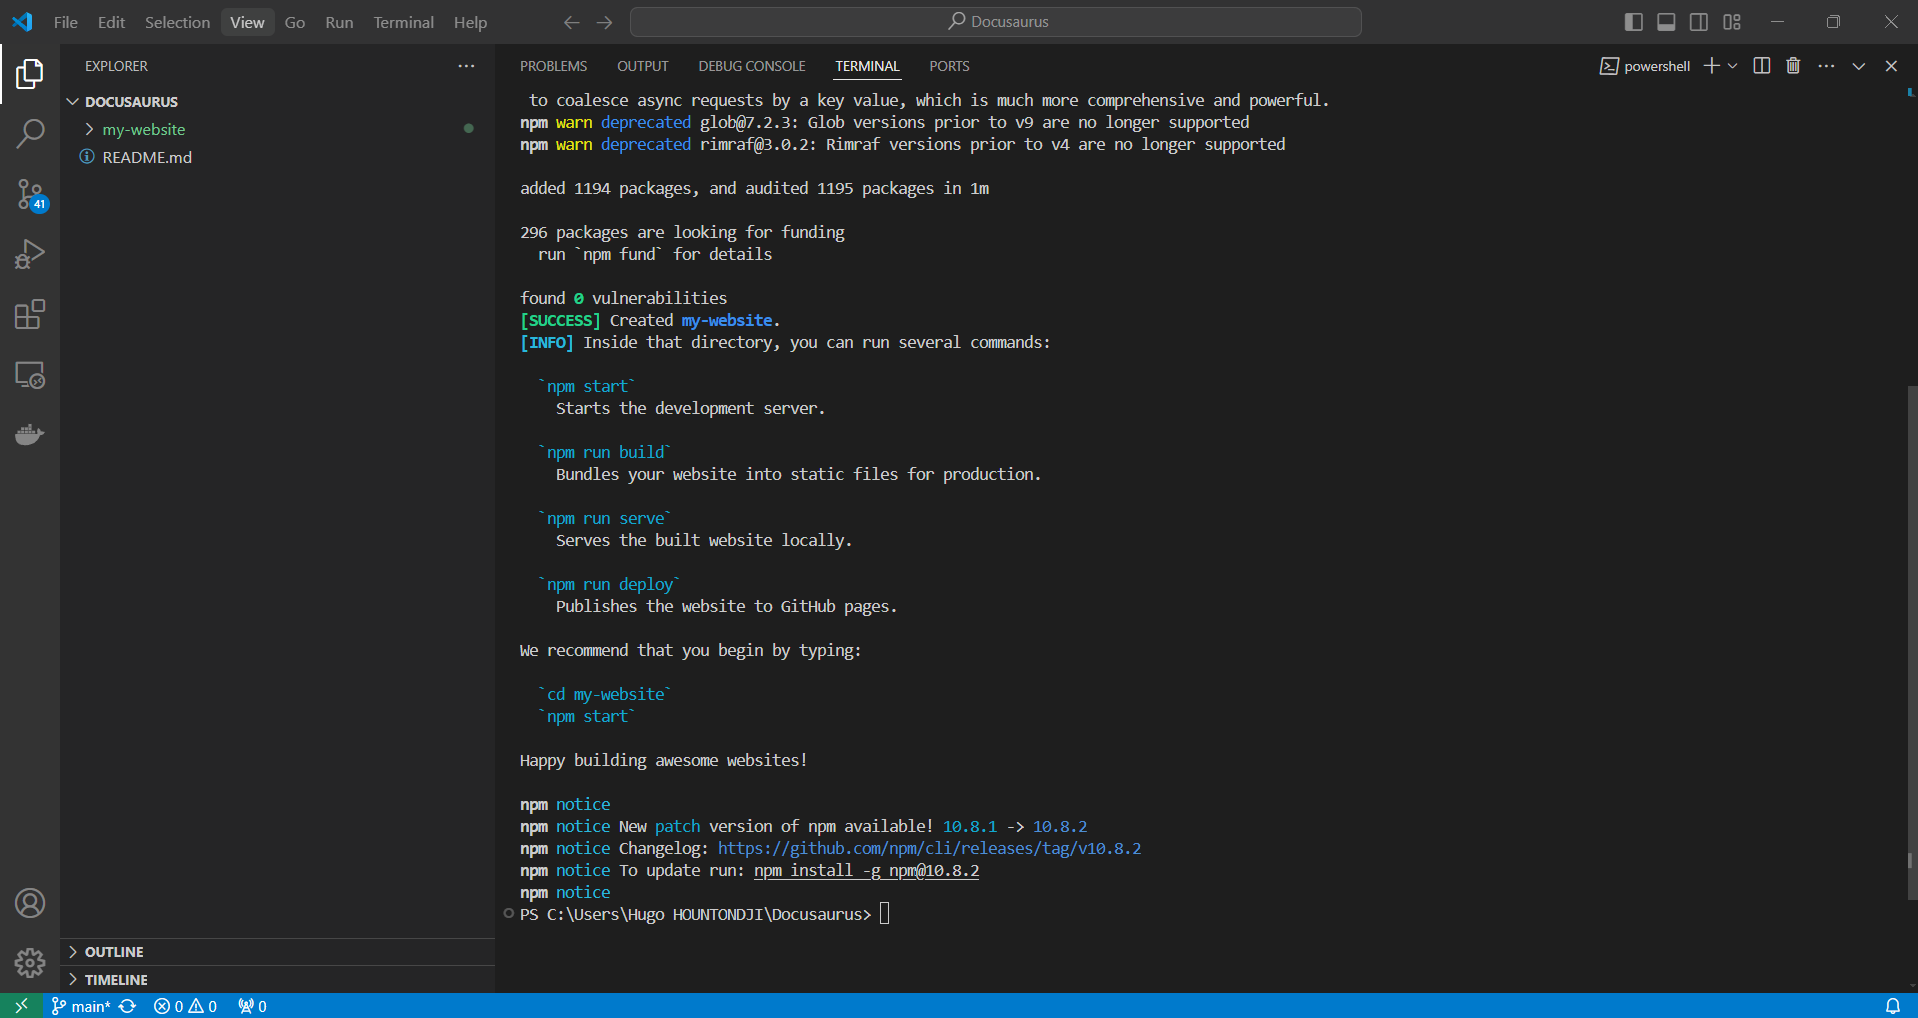 File Edit Selection View Go Run Terminal Help
Docusaurus
EXPLORER
DOCUSAURUS
my-website
README.md
41
OUTLINE
TIMELINE
PROBLEMS OUTPUT DEBUG CONSOLE TERMINAL PORTS
powershell
to coalesce async requests by a key value, which is much more comprehensive and powerful.
npm warn deprecated glob@7.2.3: Glob versions prior to v9 are no longer supported
npm warn deprecated rimraf@3.0.2: Rimraf versions prior to v4 are no longer supported
added 1194 packages, and audited 1195 packages in 1m
296 packages are looking for funding
run `npm fund` for details
found 0 vulnerabilities
[SUCCESS] Created my-website.
[INFO] Inside that directory, you can run several commands:
`npm start`
Starts the development server.
`npm run build`
Bundles your website into static files for production.
`npm run serve`
Serves the built website locally.
`npm run deploy`
Publishes the website to GitHub pages.
We recommend that you begin by typing:
`cd my-website`
`npm start`
Happy building awesome websites!
npm notice
npm notice New patch version of npm available! 10.8.1 -> 10.8.2
npm notice Changelog: https://github.com/npm/cli/releases/tag/v10.8.2
npm notice To update run: npm install -g npm@10.8.2
npm notice
PS C:\Users\Hugo HOUNTONDJI\Docusaurus>
main* 0 0 0